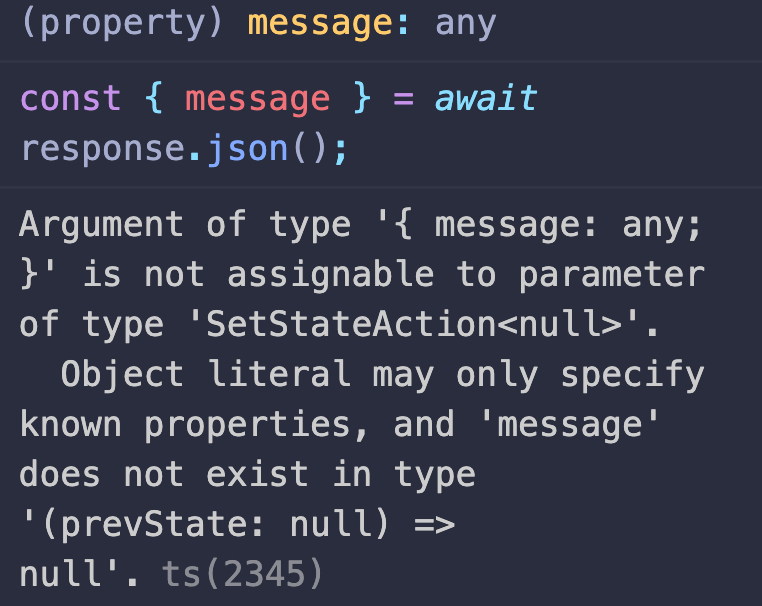 (property) message: any
const { message } = await
response.json();
Argument of type '{ message: any;
}' is not assignable to parameter
of type 'SetStateAction<null>'.
  Object literal may only specify
known properties, and 'message'
does not exist in type
'(prevState: null) =>
null'. ts(2345)